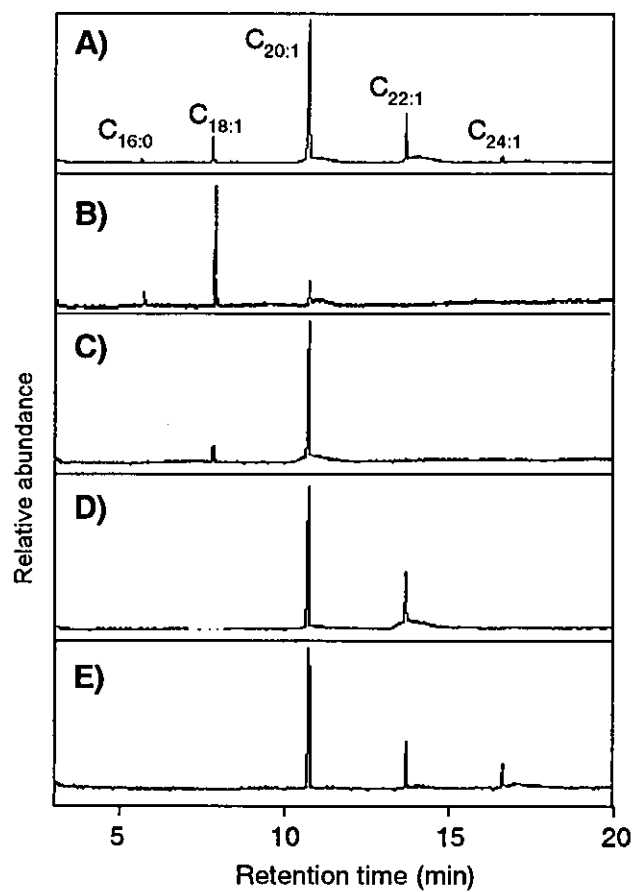 A)
C20:1
C22:1
C18:1
C16:0
C24:1
B)
C)
D)
E)
Relative abundance
5 10 15 20
Retention time (min)